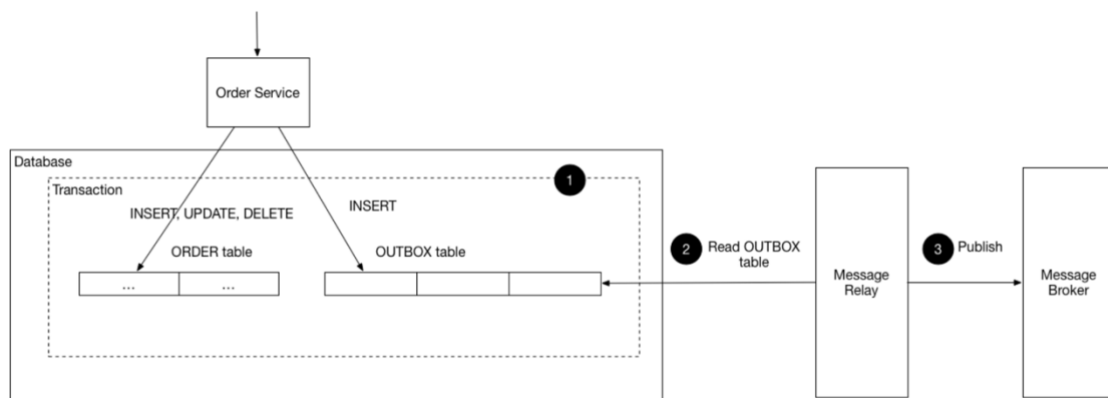 Order Service
Database
Transaction
1
INSERT, UPDATE, DELETE
INSERT
ORDER table
OUTBOX table
...
...
2
Read OUTBOX
table
3
Publish
Message
Relay
Message
Broker